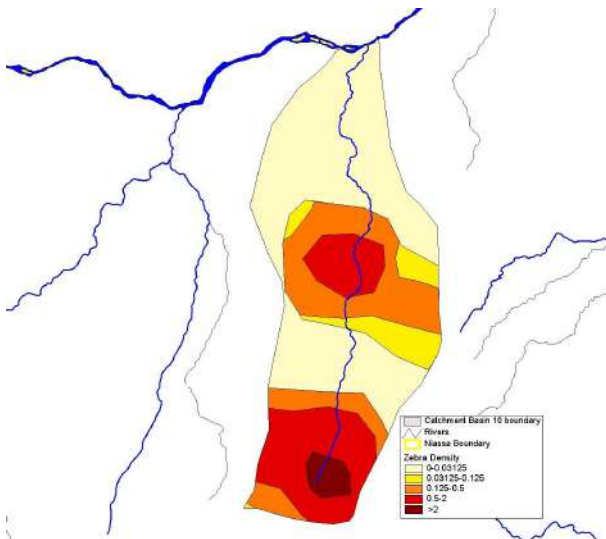 Catchment Basin 10 boundary
Rivers
Niassa Boundary
Zebra Density
0-0.03125
0.03125-0.125
0.125-0.5
0.5-2
>2